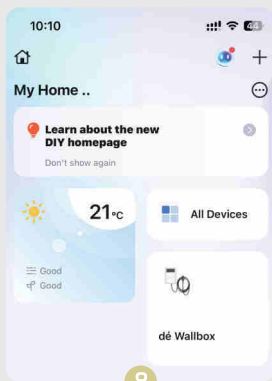 10:10
44
My Home ..
Learn about the new
DIY homepage
Don't show again
21°C
All Devices
Good
Good
dé Wallbox